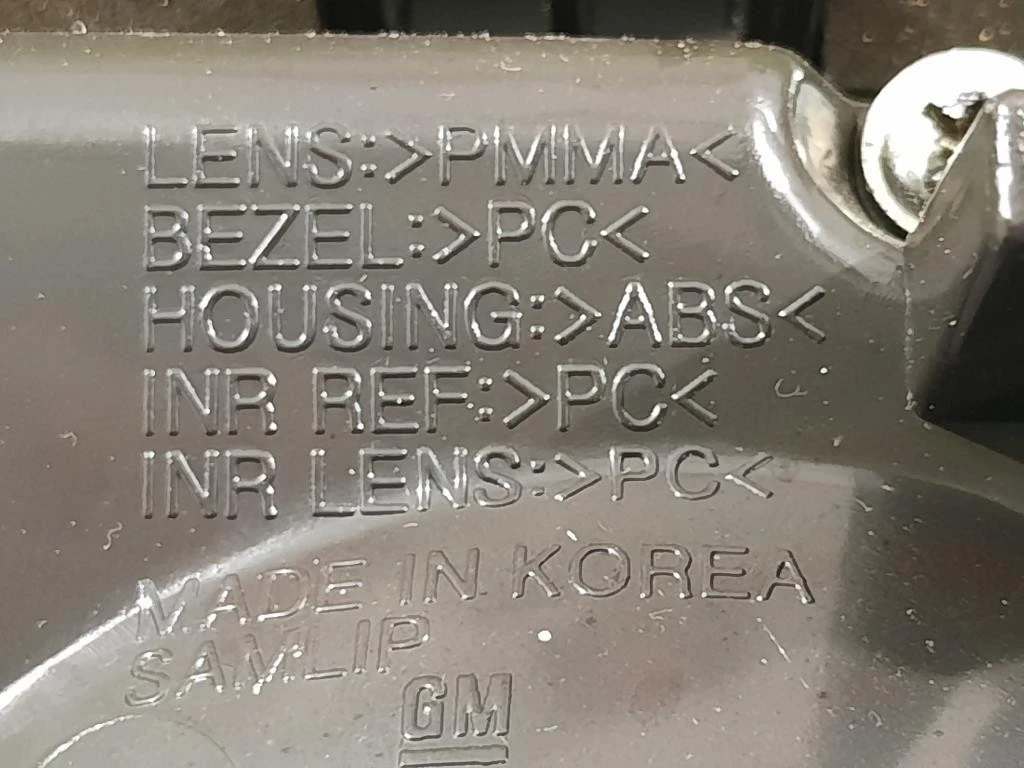 LENS:>PMMA<
BEZEL:>PC<
HOUSING:>ABS<
INR REF:>PC<
INR LENS:>PC<
MADE IN KOREA
SAMLIP
GM